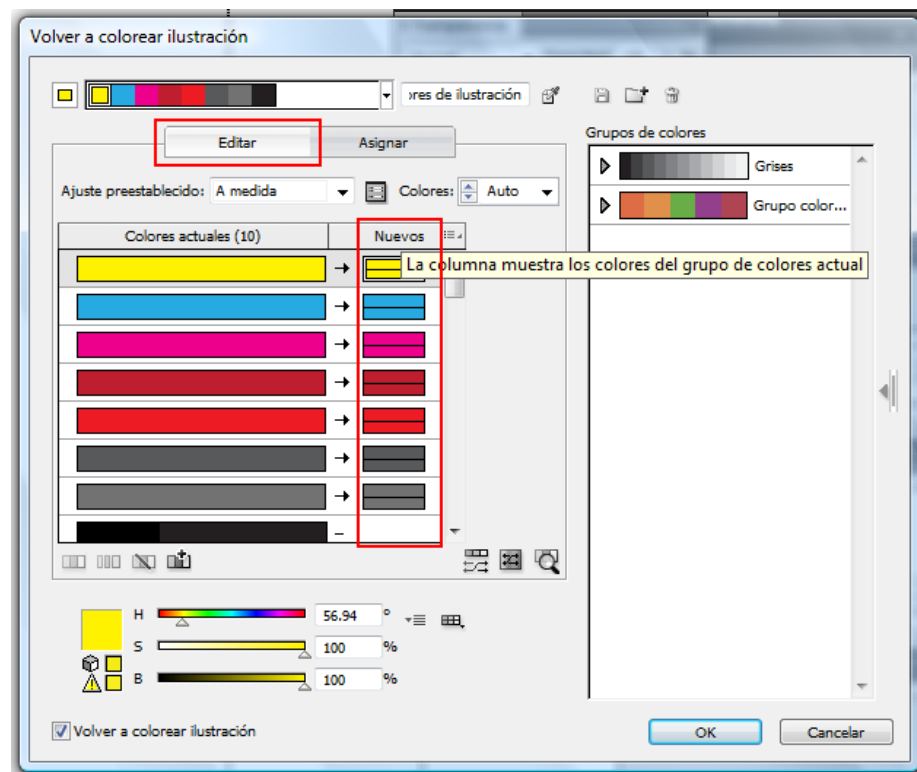 Volver a colorear ilustración
ores de ilustración
Grupos de colores
Editar
Asignar
Grises
Ajuste preestablecido: A medida
Colores: Auto
Grupo color...
Colores actuales (10)
Nuevos
La columna muestra los colores del grupo de colores actual
H 56.94 °
S 100 %
B 100 %
Volver a colorear ilustración
OK
Cancelar